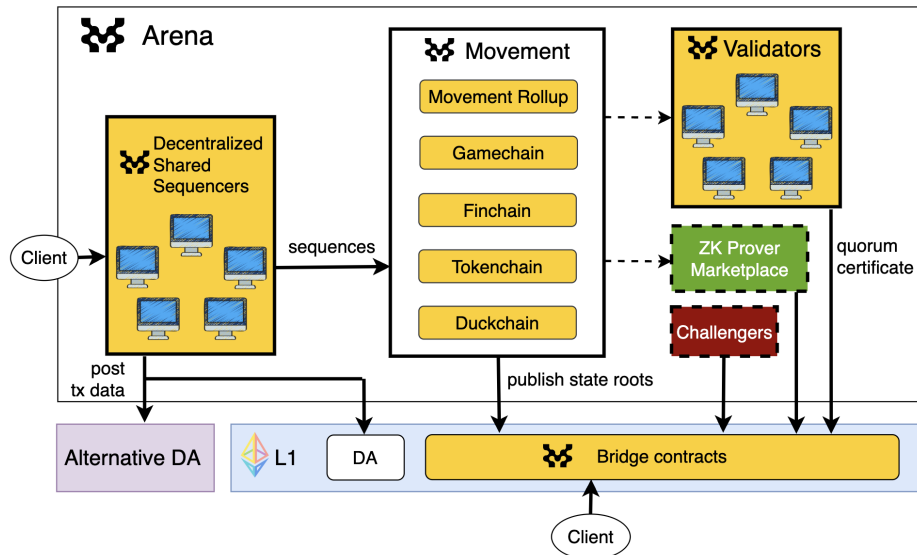 Arena
Decentralized
Shared
Sequencers
Client
sequences
Movement
Movement Rollup
Gamechain
Finchain
Tokenchain
Duckchain
Validators
ZK Prover
Marketplace
Challengers
quorum
certificate
post
tx data
publish state roots
Alternative DA
L1
DA
Bridge contracts
Client